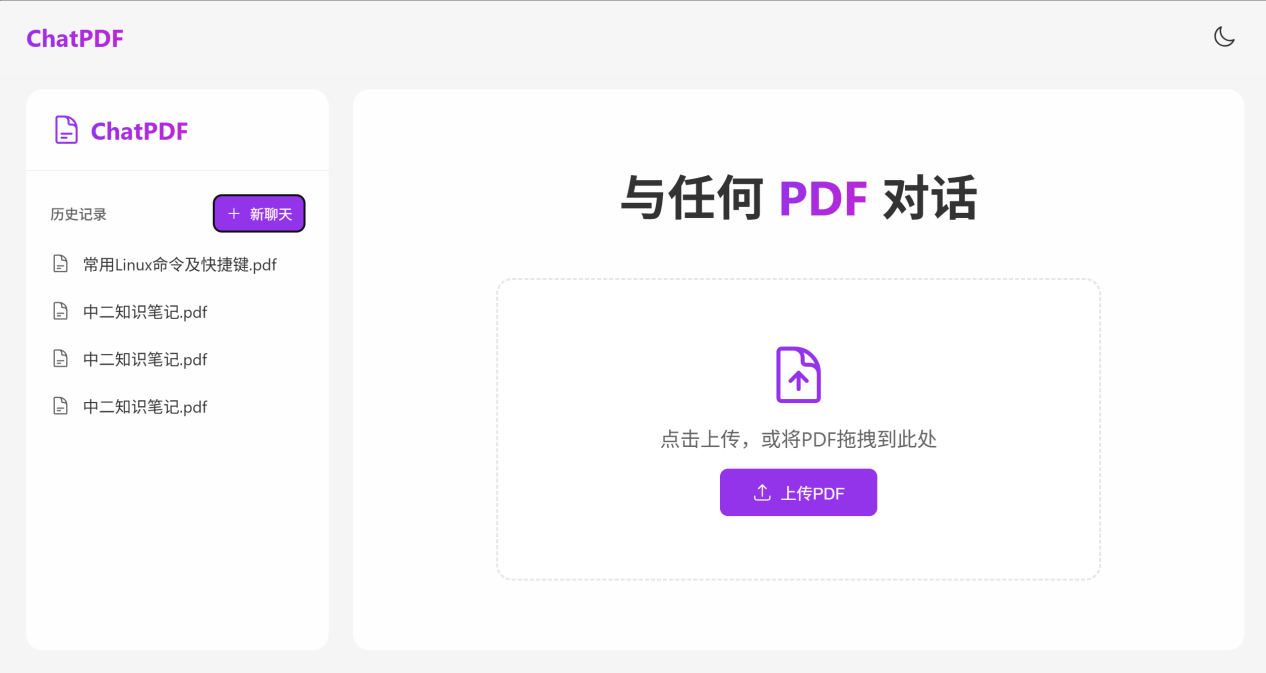 ChatPDF
ChatPDF
历史记录
新聊天
常用Linux命令及快捷键.pdf
中二知识笔记.pdf
中二知识笔记.pdf
中二知识笔记.pdf
与任何 PDF 对话
点击上传，或将PDF拖拽到此处
上传PDF